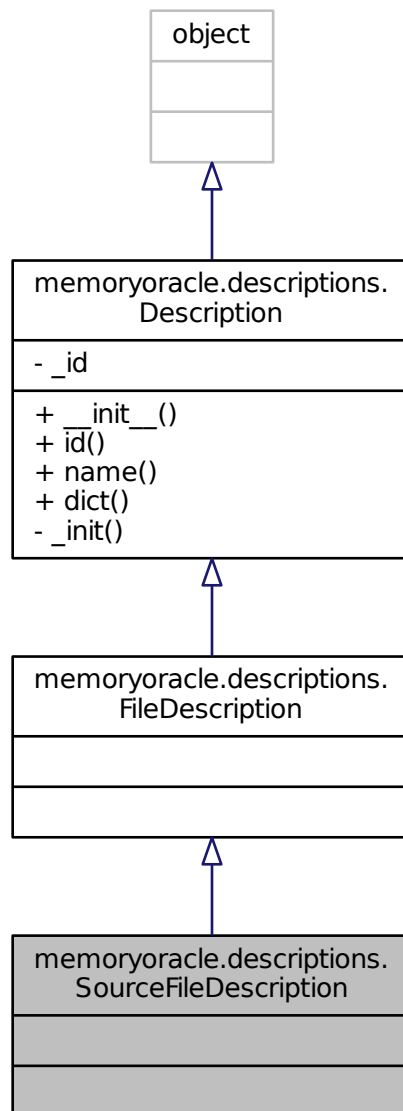 object
memoryoracle.descriptions.
Description
- _id
+ __init__()
+ id()
+ name()
+ dict()
- _init()
memoryoracle.descriptions.
FileDescription
memoryoracle.descriptions.
SourceFileDescription